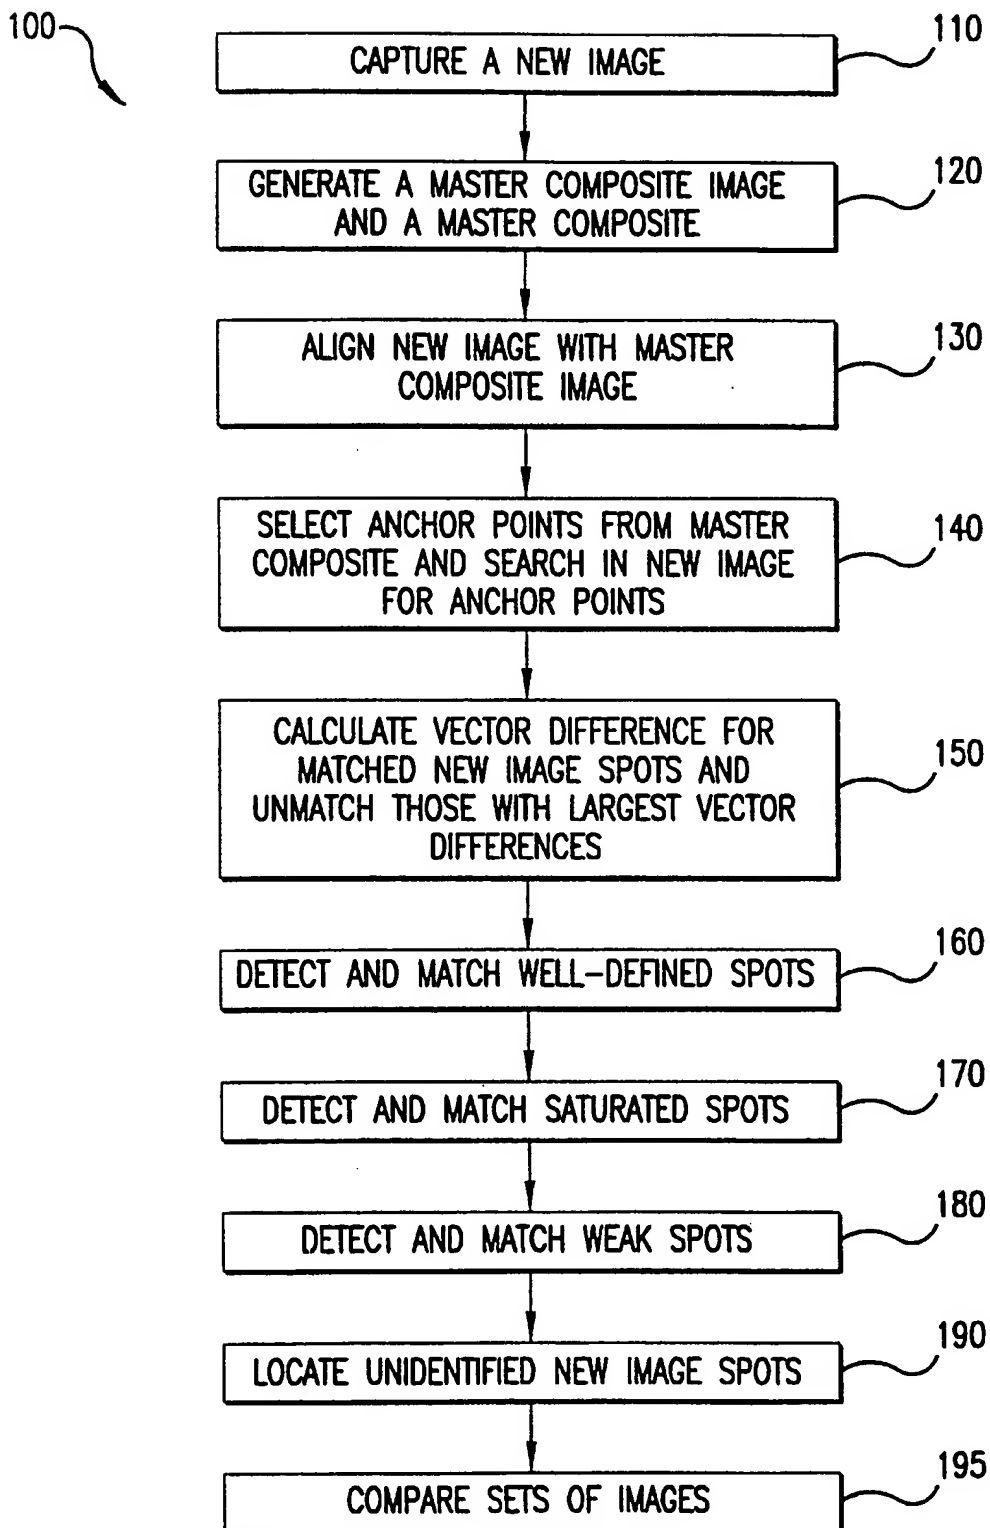 100
CAPTURE A NEW IMAGE
110
GENERATE A MASTER COMPOSITE IMAGE
AND A MASTER COMPOSITE
120
ALIGN NEW IMAGE WITH MASTER
COMPOSITE IMAGE
130
SELECT ANCHOR POINTS FROM MASTER
COMPOSITE AND SEARCH IN NEW IMAGE
FOR ANCHOR POINTS
140
CALCULATE VECTOR DIFFERENCE FOR
MATCHED NEW IMAGE SPOTS AND
UNMATCH THOSE WITH LARGEST VECTOR
DIFFERENCES
150
DETECT AND MATCH WELL-DEFINED SPOTS
160
DETECT AND MATCH SATURATED SPOTS
170
DETECT AND MATCH WEAK SPOTS
180
LOCATE UNIDENTIFIED NEW IMAGE SPOTS
190
COMPARE SETS OF IMAGES
195